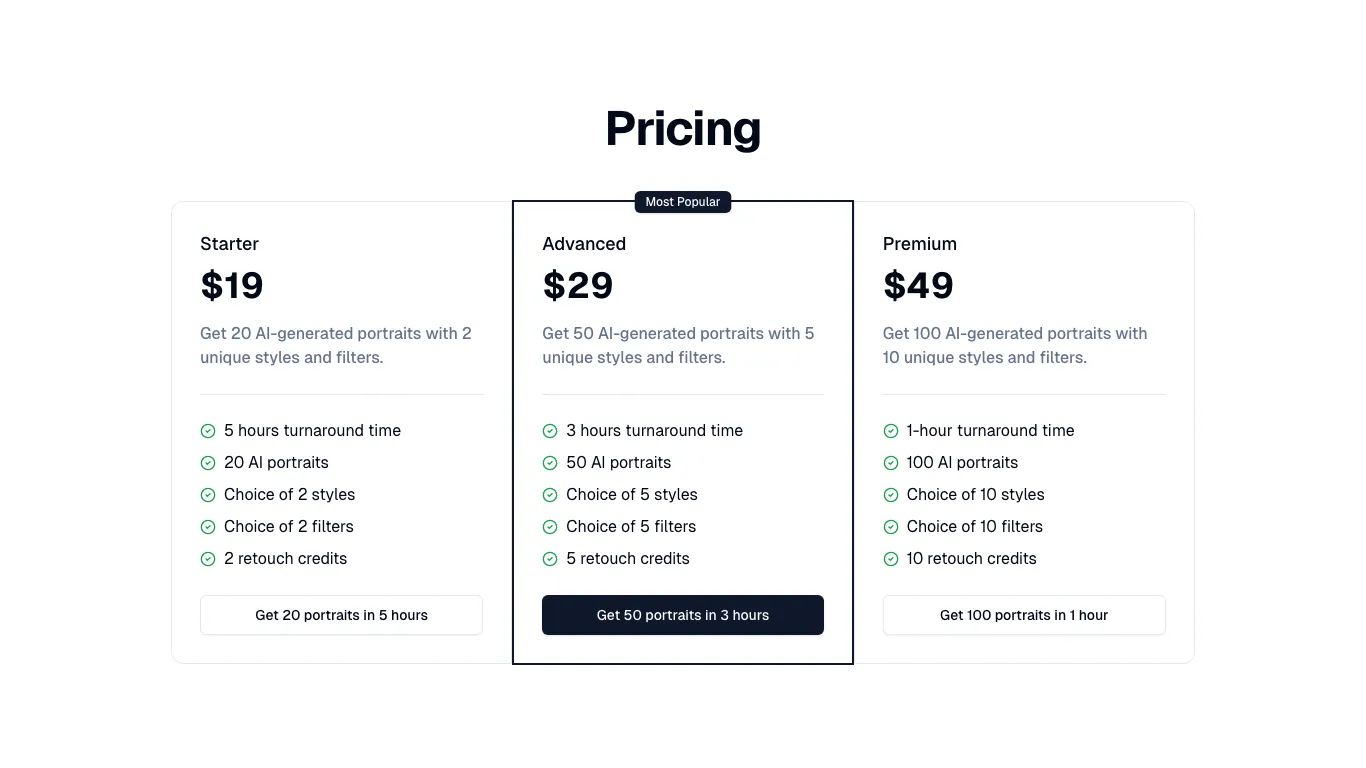 Pricing
Starter
$19
Get 20 AI-generated portraits with 2
unique styles and filters.
5 hours turnaround time
20 AI portraits
Choice of 2 styles
Choice of 2 filters
2 retouch credits
Get 20 portraits in 5 hours
Most Popular
Advanced
$29
Get 50 AI-generated portraits with 5
unique styles and filters.
3 hours turnaround time
50 AI portraits
Choice of 5 styles
Choice of 5 filters
5 retouch credits
Get 50 portraits in 3 hours
Premium
$49
Get 100 AI-generated portraits with
10 unique styles and filters.
1-hour turnaround time
100 AI portraits
Choice of 10 styles
Choice of 10 filters
10 retouch credits
Get 100 portraits in 1 hour